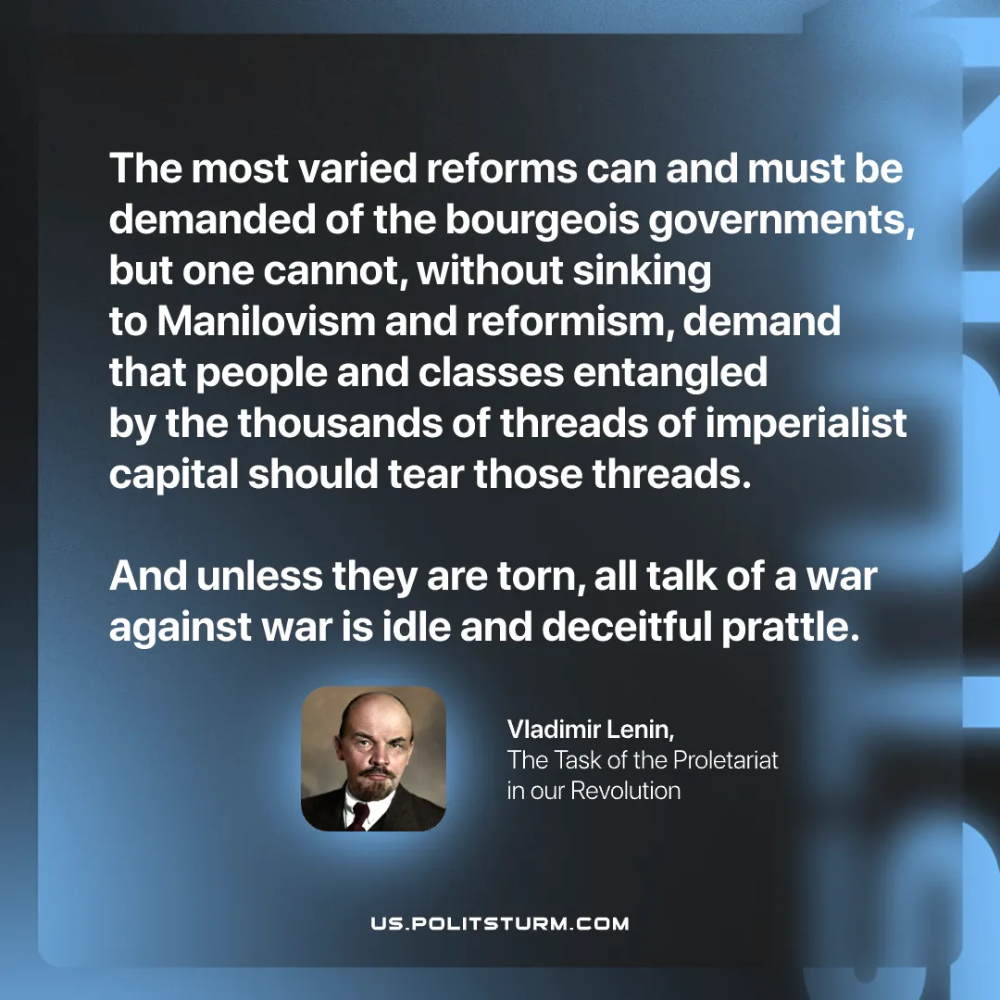 The most varied reforms can and must be
demanded of the bourgeois governments,
but one cannot, without sinking
to Manilovism and reformism, demand
that people and classes entangled
by the thousands of threads of imperialist
capital should tear those threads.
And unless they are torn, all talk of a war
against war is idle and deceitful prattle.
Vladimir Lenin,
The Task of the Proletariat
in our Revolution
US.POLITSTURM.COM